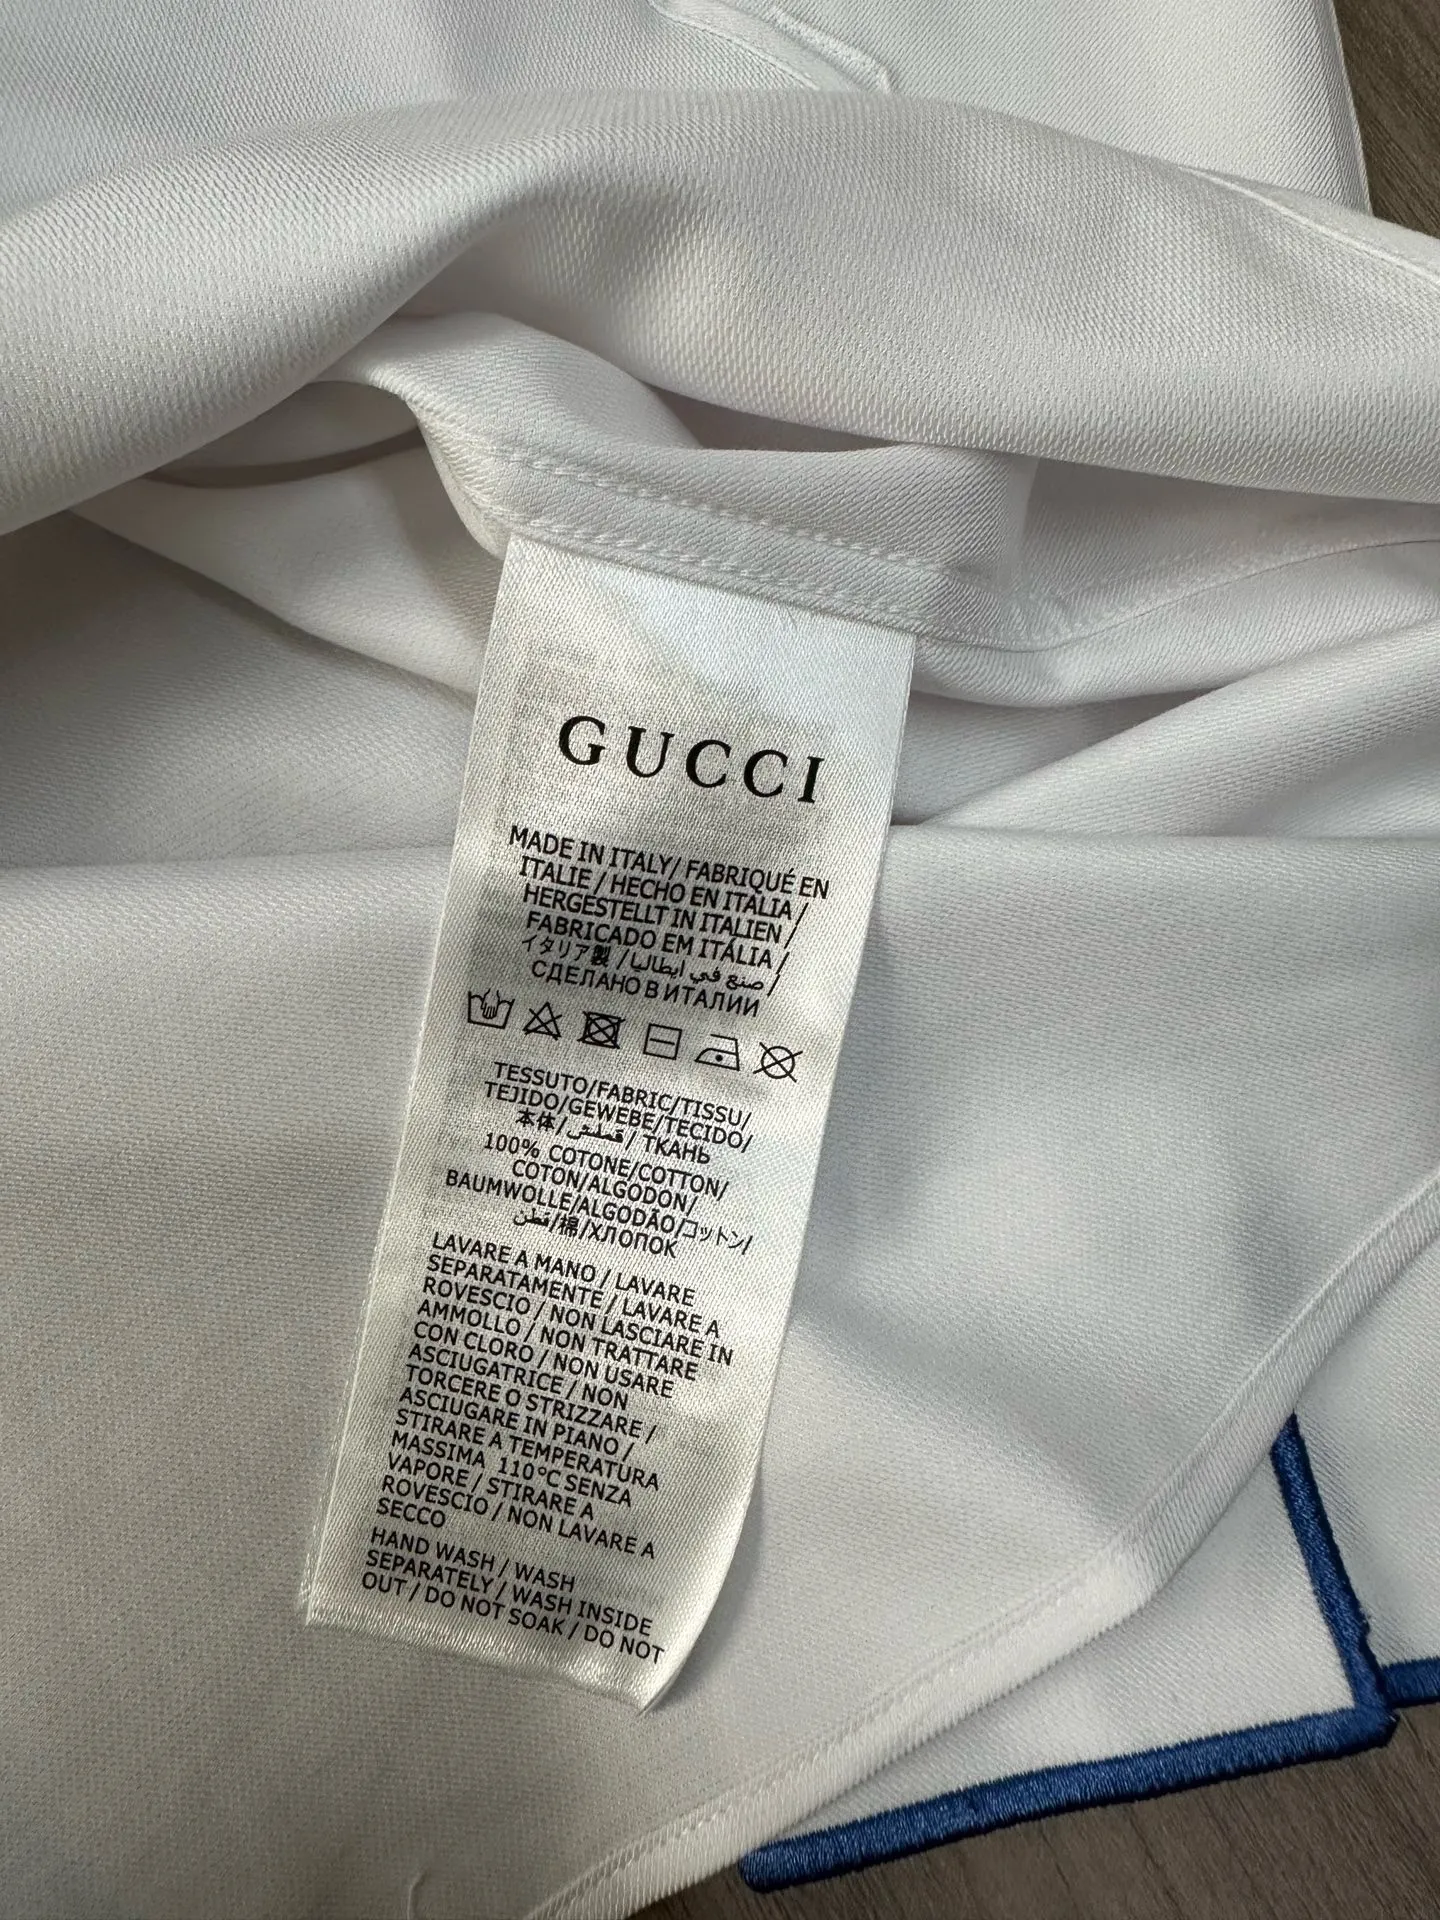 GUCCI
MADE IN ITALY/ FABRIQUÉ EN
ITALIE / HECHO EN ITALIA /
HERGESTELLT IN ITALIEN /
FABRICADO EM ITÁLIA /
イタリア製 / صنع في ايطاليا /
СДЕЛАНО В ИТАЛИИ
TESSUTO/FABRIC/TISSU/
TEJIDO/GEWEBE/TECIDO/
本体/قطش/ ТКАНЬ
100% COTONE/COTTON/
COTON/ALGODON/
BAUMWOLLE/ALGODÃO/コットン/
قطن/棉/ХЛОПОК
LAVARE A MANO / LAVARE
SEPARATAMENTE / LAVARE A
ROVESCIO / NON LASCIARE IN
AMMOLLO / NON TRATTARE
CON CLORO / NON USARE
ASCIUGATRICE / NON
TORCERE O STRIZZARE /
ASCIUGARE IN PIANO /
STIRARE A TEMPERATURA
MASSIMA 110°C SENZA
VAPORE / STIRARE A
ROVESCIO / NON LAVARE A
SECCO
HAND WASH / WASH
SEPARATELY / WASH INSIDE
OUT / DO NOT SOAK / DO NOT